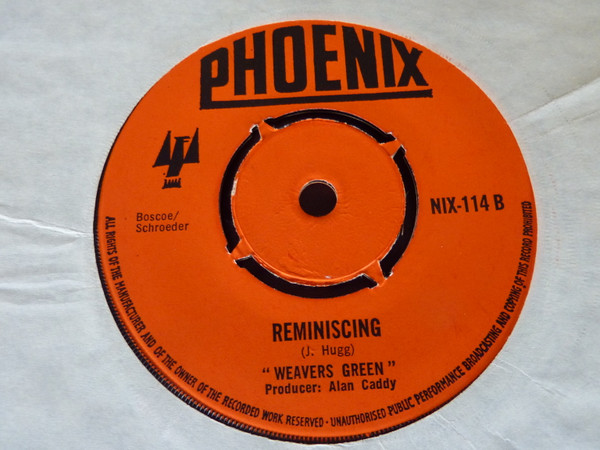 PHOENIX
Boscoe/
Schroeder
NIX-114 B
REMINISCING
(J. Hugg)
"WEAVERS GREEN"
Producer: Alan Caddy
ALL RIGHTS OF THE MANUFACTURER AND OF THE OWNER OF THE RECORDED WORK RESERVED - UNAUTHORISED PUBLIC PERFORMANCE BROADCASTING AND COPYING OF THIS RECORD PROHIBITED